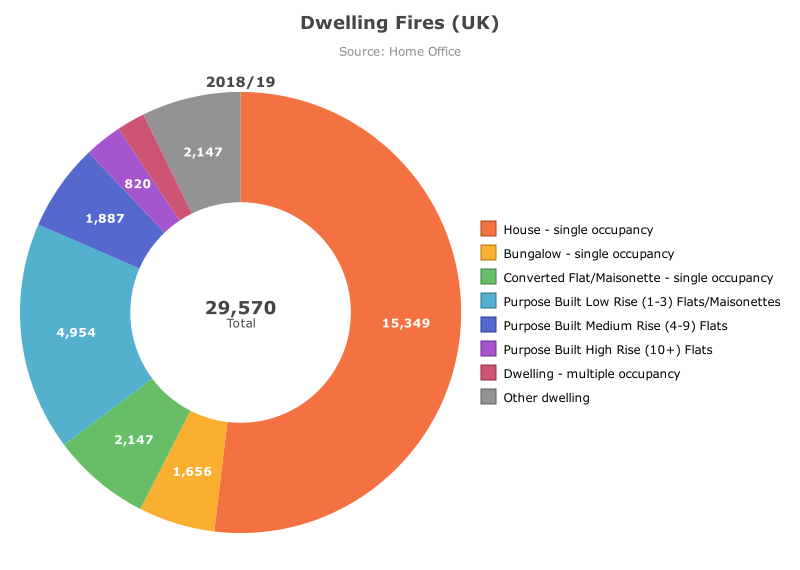 Dwelling Fires (UK)
Source: Home Office
2018/19
2,147
820
1,887
4,954
2,147
1,656
15,349
29,570
Total
House - single occupancy
Bungalow - single occupancy
Converted Flat/Maisonette - single occupancy
Purpose Built Low Rise (1-3) Flats/Maisonettes
Purpose Built Medium Rise (4-9) Flats
Purpose Built High Rise (10+) Flats
Dwelling - multiple occupancy
Other dwelling